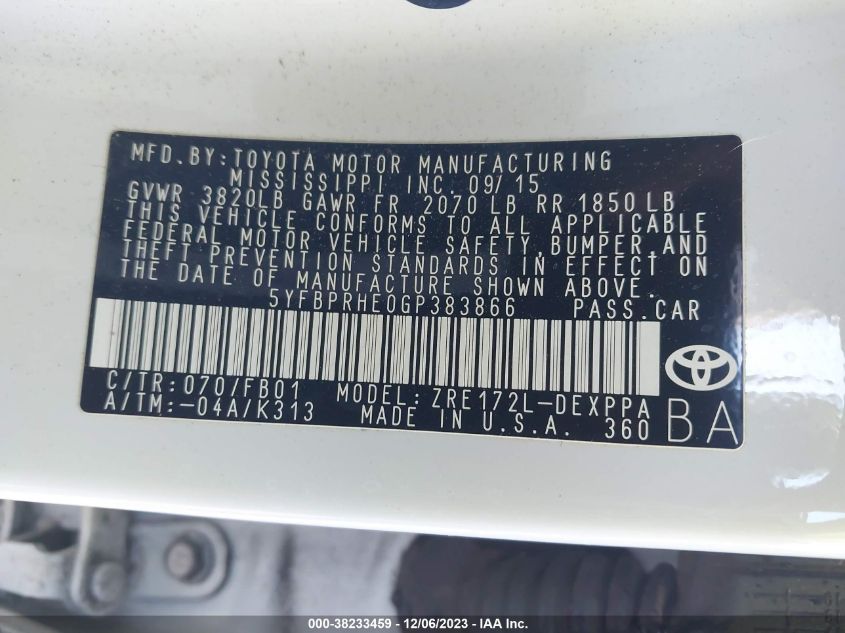 MFD.BY:TOYOTA MOTOR MANUFACTURING
MISSISSIPPI INC. 09/15
GVWR 3820LB GAWR FR 2070 LB RR 1850 LB
THIS VEHICLE CONFORMS TO ALL APPLICABLE
FEDERAL MOTOR VEHICLE SAFETY, BUMPER, AND
THEFT PREVENTION STANDARDS IN EFFECT ON
THE DATE OF MANUFACTURE SHOWN ABOVE.
5YFBPRHE0GP383866 PASS.CAR
C/TR:070/FB01 MODEL:ZRE172L-DEXPPA
A/TM:-04A/K313 MADE IN U.S.A. 360 BA
000-38233459 - 12/06/2023 - IAA Inc.